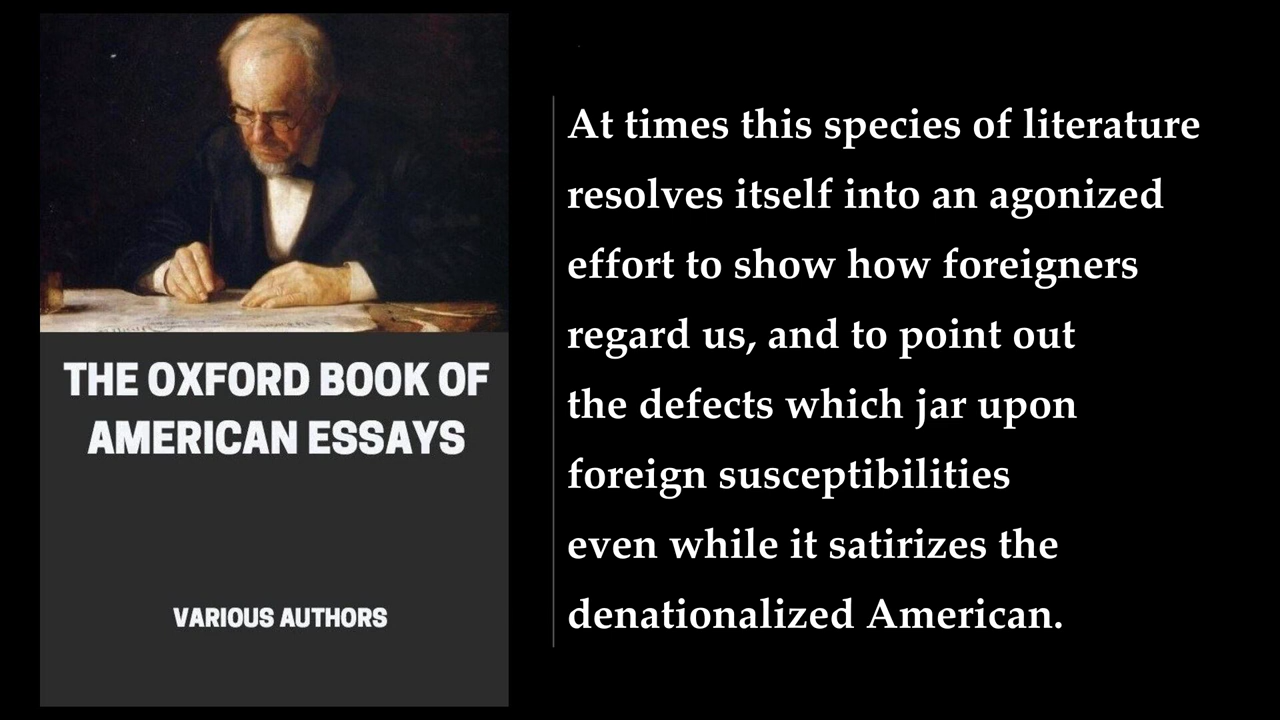 THE OXFORD BOOK OF
AMERICAN ESSAYS
VARIOUS AUTHORS
At times this species of literature
resolves itself into an agonized
effort to show how foreigners
regard us, and to point out
the defects which jar upon
foreign susceptibilities
even while it satirizes the
denationalized American.